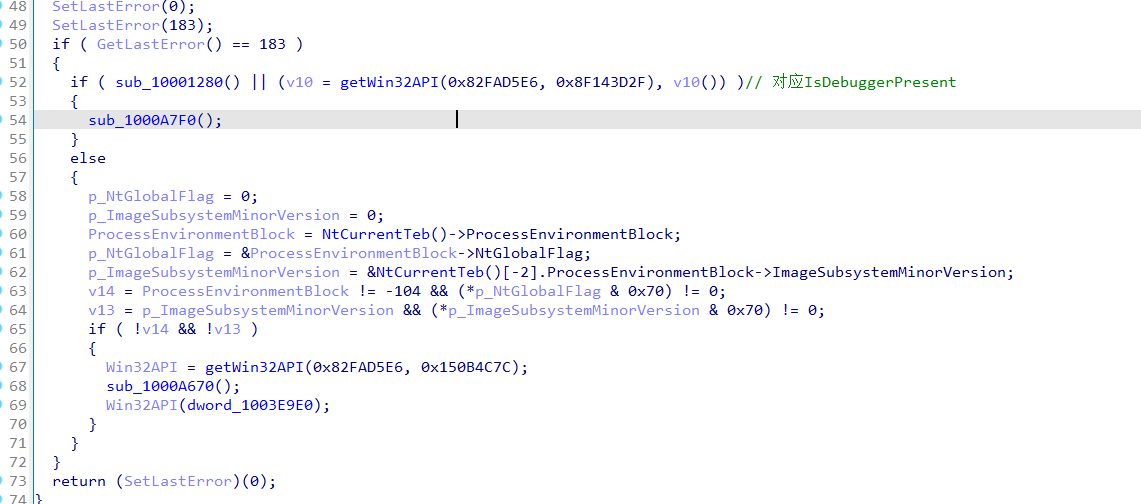 48 SetLastError(0);
49 SetLastError(183);
50 if ( GetLastError() == 183 )
51 {
52 if ( sub_10001280() || (v10 = getWin32API(0x82FAD5E6, 0x8F143D2F), v10()) )// 对应IsDebuggerPresent
53 {
54 sub_1000A7F0();
55 }
56 else
57 {
58 p_NtGlobalFlag = 0;
59 p_ImageSubsystemMinorVersion = 0;
60 ProcessEnvironmentBlock = NtCurrentTeb()->ProcessEnvironmentBlock;
61 p_NtGlobalFlag = &ProcessEnvironmentBlock->NtGlobalFlag;
62 p_ImageSubsystemMinorVersion = &NtCurrentTeb()[-2].ProcessEnvironmentBlock->ImageSubsystemMinorVersion;
63 v14 = ProcessEnvironmentBlock != -104 && (*p_NtGlobalFlag & 0x70) != 0;
64 v13 = p_ImageSubsystemMinorVersion && (*p_ImageSubsystemMinorVersion & 0x70) != 0;
65 if ( !v14 && !v13 )
66 {
67 Win32API = getWin32API(0x82FAD5E6, 0x150B4C7C);
68 sub_1000A670();
69 Win32API(dword_1003E9E0);
70 }
71 }
72 }
73 return (SetLastError)(0);
74 }